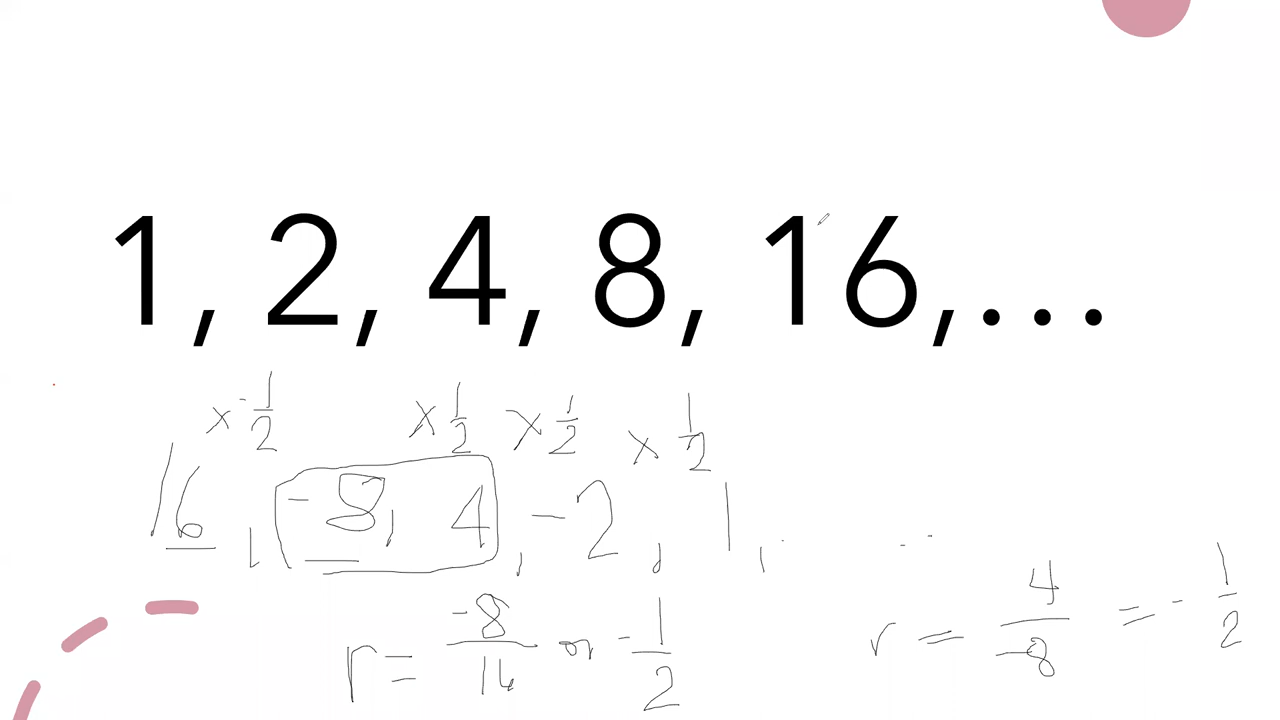 1, 2, 4, 8, 16,...
x -1/2 x 1/2 x 1/2 x 1/2
16, -8, 4, -2, 1, . . .
r = -8/16 or -1/2
r = 4/-8 = -1/2